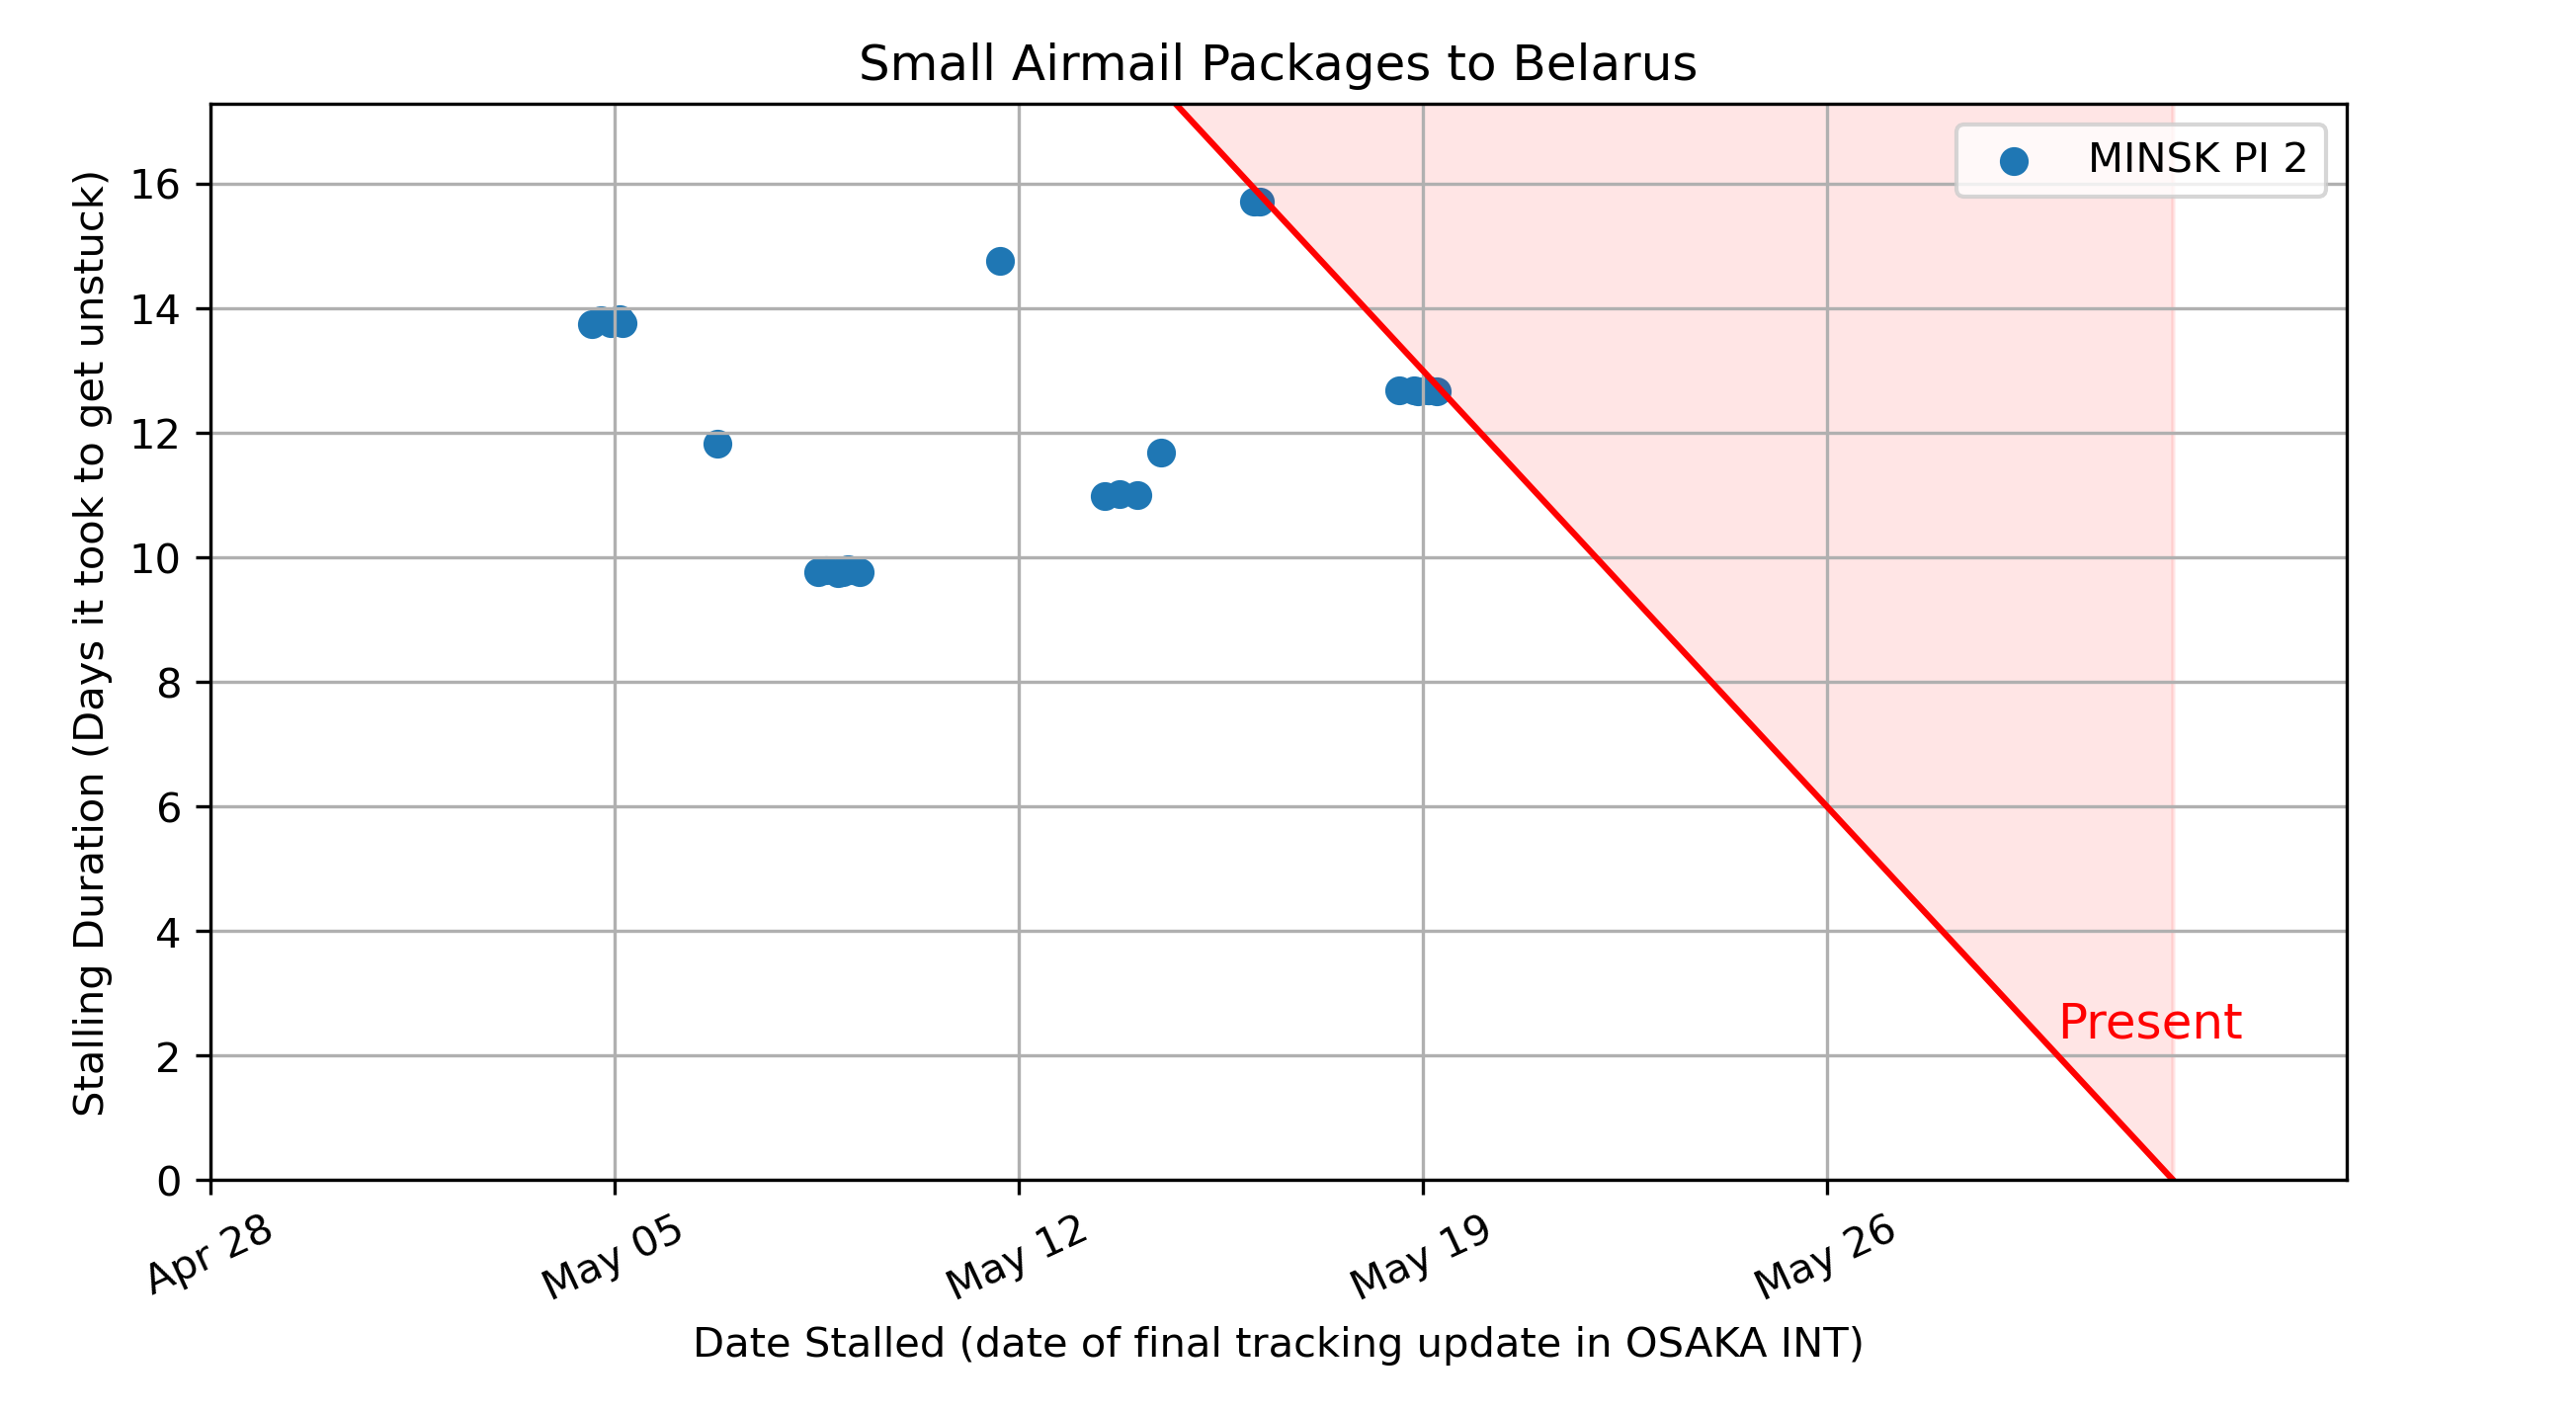 Small Airmail Packages to Belarus
MINSK PI 2
Stalling Duration (Days it took to get unstuck)
16
14
12
10
8
6
4
2
0
Present
Apr 28
May 05
May 12
May 19
May 26
Date Stalled (date of final tracking update in OSAKA INT)